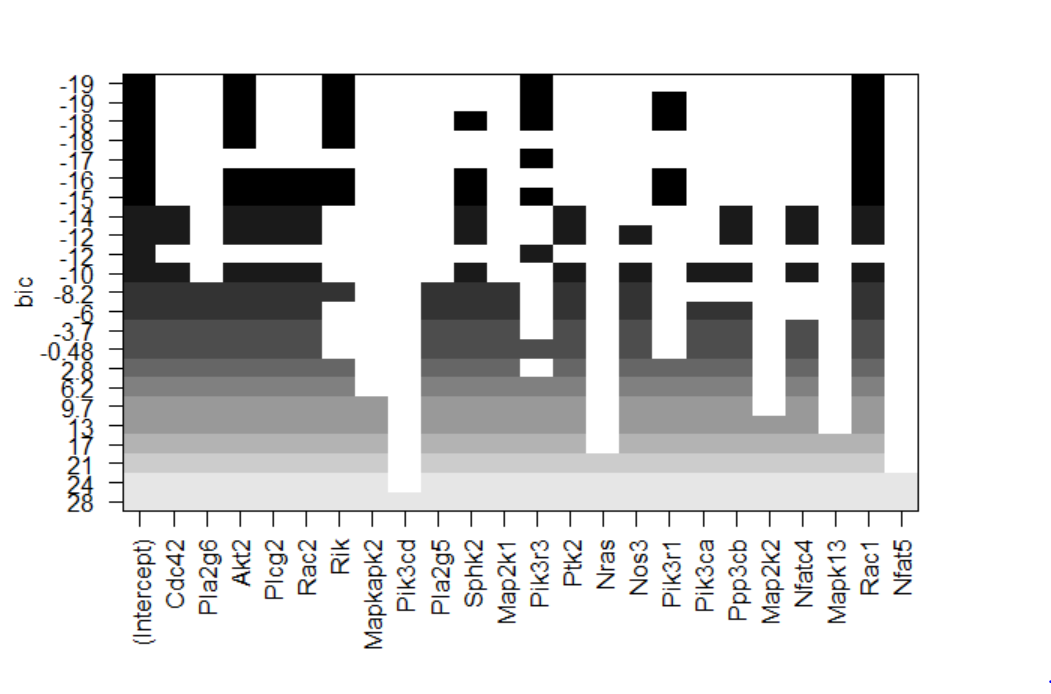 bic
-19
-19
-18
-18
-17
-16
-15
-14
-12
-12
-10
-8.2
-6
-3.7
-0.48
2.8
6.2
9.7
13
17
21
24
28
(Intercept)
Cdc42
Pla2g6
Akt2
Plcg2
Rac2
Rik
Mapkapk2
Pik3cd
Pla2g5
Sphk2
Map2k1
Pik3r3
Ptk2
Nras
Nos3
Pik3r1
Pik3ca
Ppp3cb
Map2k2
Nfatc4
Mapk13
Rac1
Nfat5